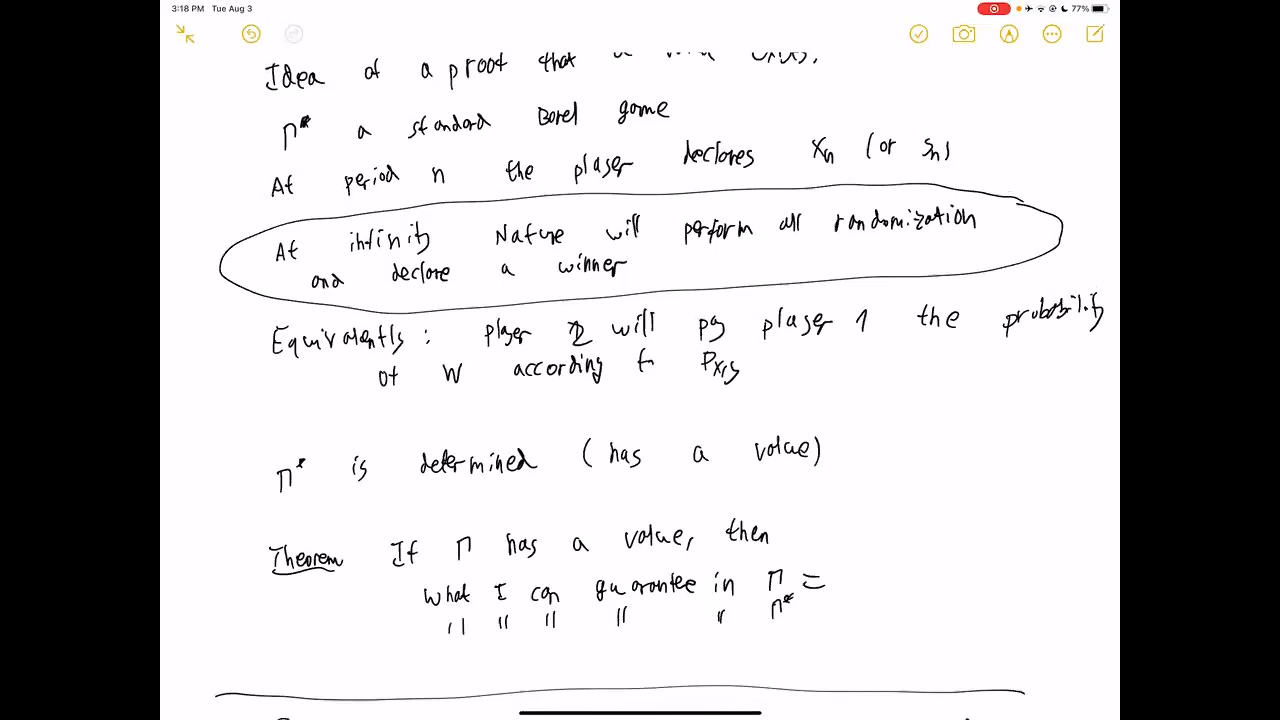 3:18 PM Tue Aug 3
77%
Idea of a proof that a
Γ* a standard Borel game
At period n the player declares xn (or sn)
At infinity Nature will perform all randomization
and declare a winner
Equivalently: player 2 will pay player 1 the probability
of W according to Px,y
Γ* is determined (has a value)
Theorem If Γ has a value, then
what I can guarantee in Γ =
" " " " " Γ*